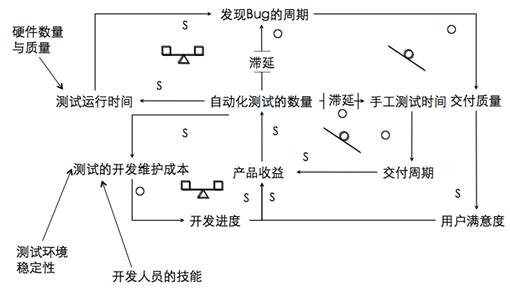 硬件数量
与质量
S
发现Bug的周期
S
○
○
滞延
S
测试运行时间
自动化测试的数量
滞延
手工测试时间
交付质量
S
S
○
○
S
测试的开发维护成本
产品收益
交付周期
○
S
S
S
开发进度
用户满意度
测试环境
稳定性
开发人员的技能